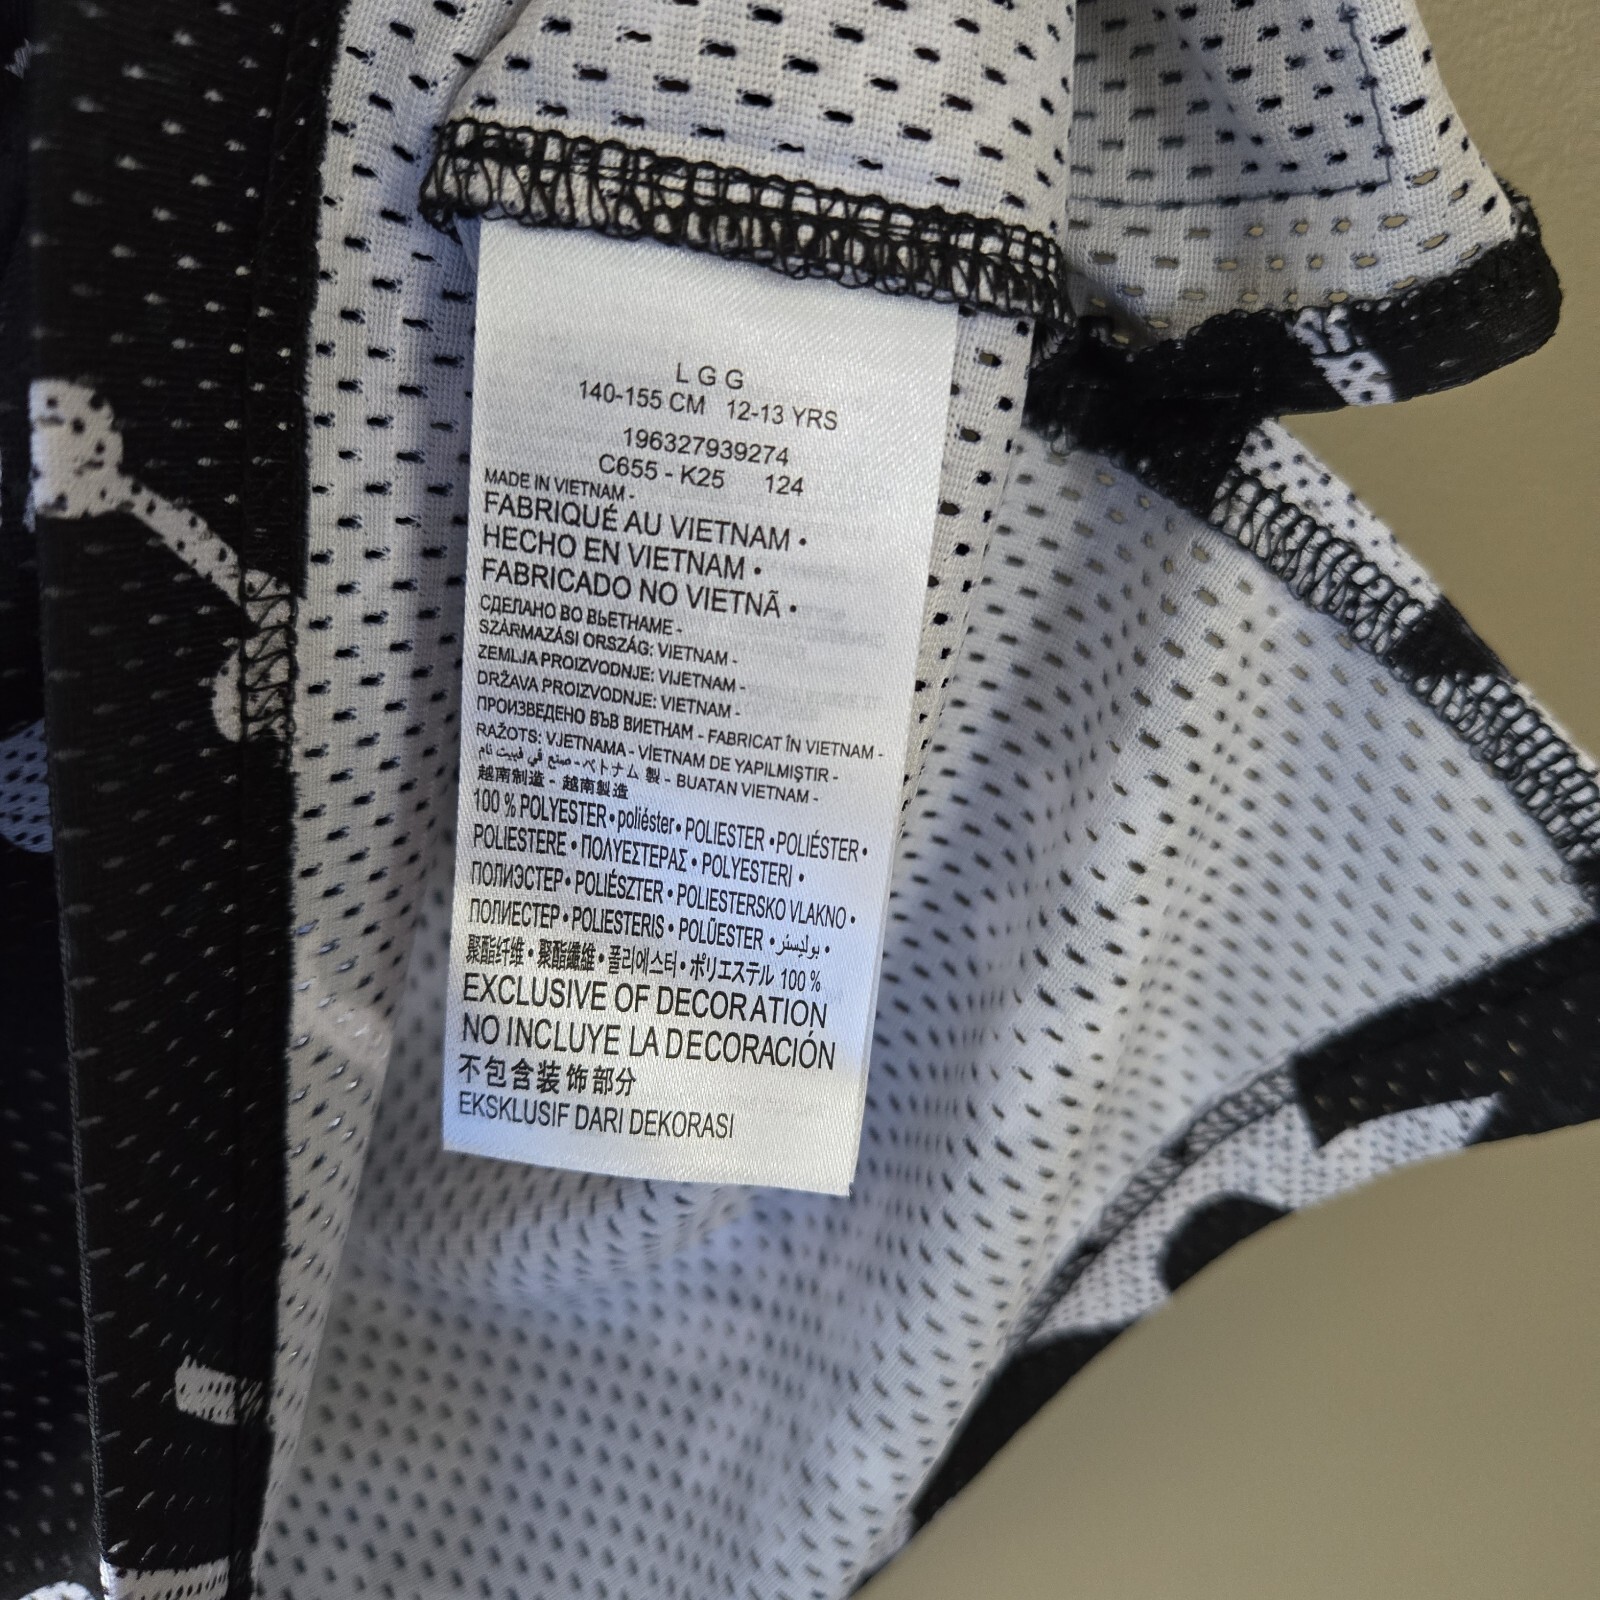 L G G
140-155 CM 12-13 YRS
196327939274
C655 - K25 124
MADE IN VIETNAM -
FABRIQUÉ AU VIETNAM •
HECHO EN VIETNAM •
FABRICADO NO VIETNÃ •
СДЕЛАНО ВО ВЬЕТНАМЕ -
SZÁRMAZÁSI ORSZÁG: VIETNAM -
ZEMLJA PROIZVODNJE: VIJETNAM -
DRŽAVA PROIZVODNJE: VIETNAM -
ПРОИЗВЕДЕНО ВЪВ ВИЕТНАМ - FABRICAT ÎN VIETNAM -
RAŽOTS: VJETNAMA - VİETNAM DE YAPILMIŞTIR -
صنع في فييت نام - ベトナム 製 - BUATAN VIETNAM -
越南制造 - 越南製造
100 % POLYESTER • poliéster • POLIESTER • POLIÉSTER •
POLIESTERE • ΠΟΛΥΕΣΤΕΡΑΣ • POLYESTERI •
ПОЛИЭСТЕР • POLIÉSZTER • POLIESTERSKO VLAKNO •
ПОЛИЕСТЕР • POLIESTERIS • POLÜESTER • بوليستر •
聚酯纤维 • 聚酯纖維 • 폴리에스터 • ポリエステル 100 %
EXCLUSIVE OF DECORATION
NO INCLUYE LA DECORACIÓN
不包含装饰部分
EKSKLUSIF DARI DEKORASI